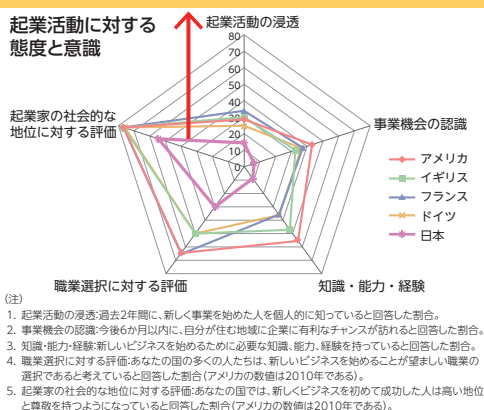 起業活動に対する
態度と意識
起業活動の浸透
80
70
60
50
40
30
20
10
0
起業家の社会的な
地位に対する評価
事業機会の認識
アメリカ
イギリス
フランス
ドイツ
日本
職業選択に対する評価
知識・能力・経験
(注)
1. 起業活動の浸透:過去2年間に、新しく事業を始めた人を個人的に知っていると回答した割合。
2. 事業機会の認識:今後6か月以内に、自分が住む地域に企業に有利なチャンスが訪れると回答した割合。
3. 知識・能力・経験:新しいビジネスを始めるために必要な知識、能力、経験を持っていると回答した割合。
4. 職業選択に対する評価:あなたの国の多くの人たちは、新しいビジネスを始めることが望ましい職業の
選択であると考えていると回答した割合(アメリカの数値は2010年である)。
5. 起業家の社会的な地位に対する評価:あなたの国では、新しくビジネスを初めて成功した人は高い地位
と尊敬を持つようになっていると回答した割合(アメリカの数値は2010年である)。